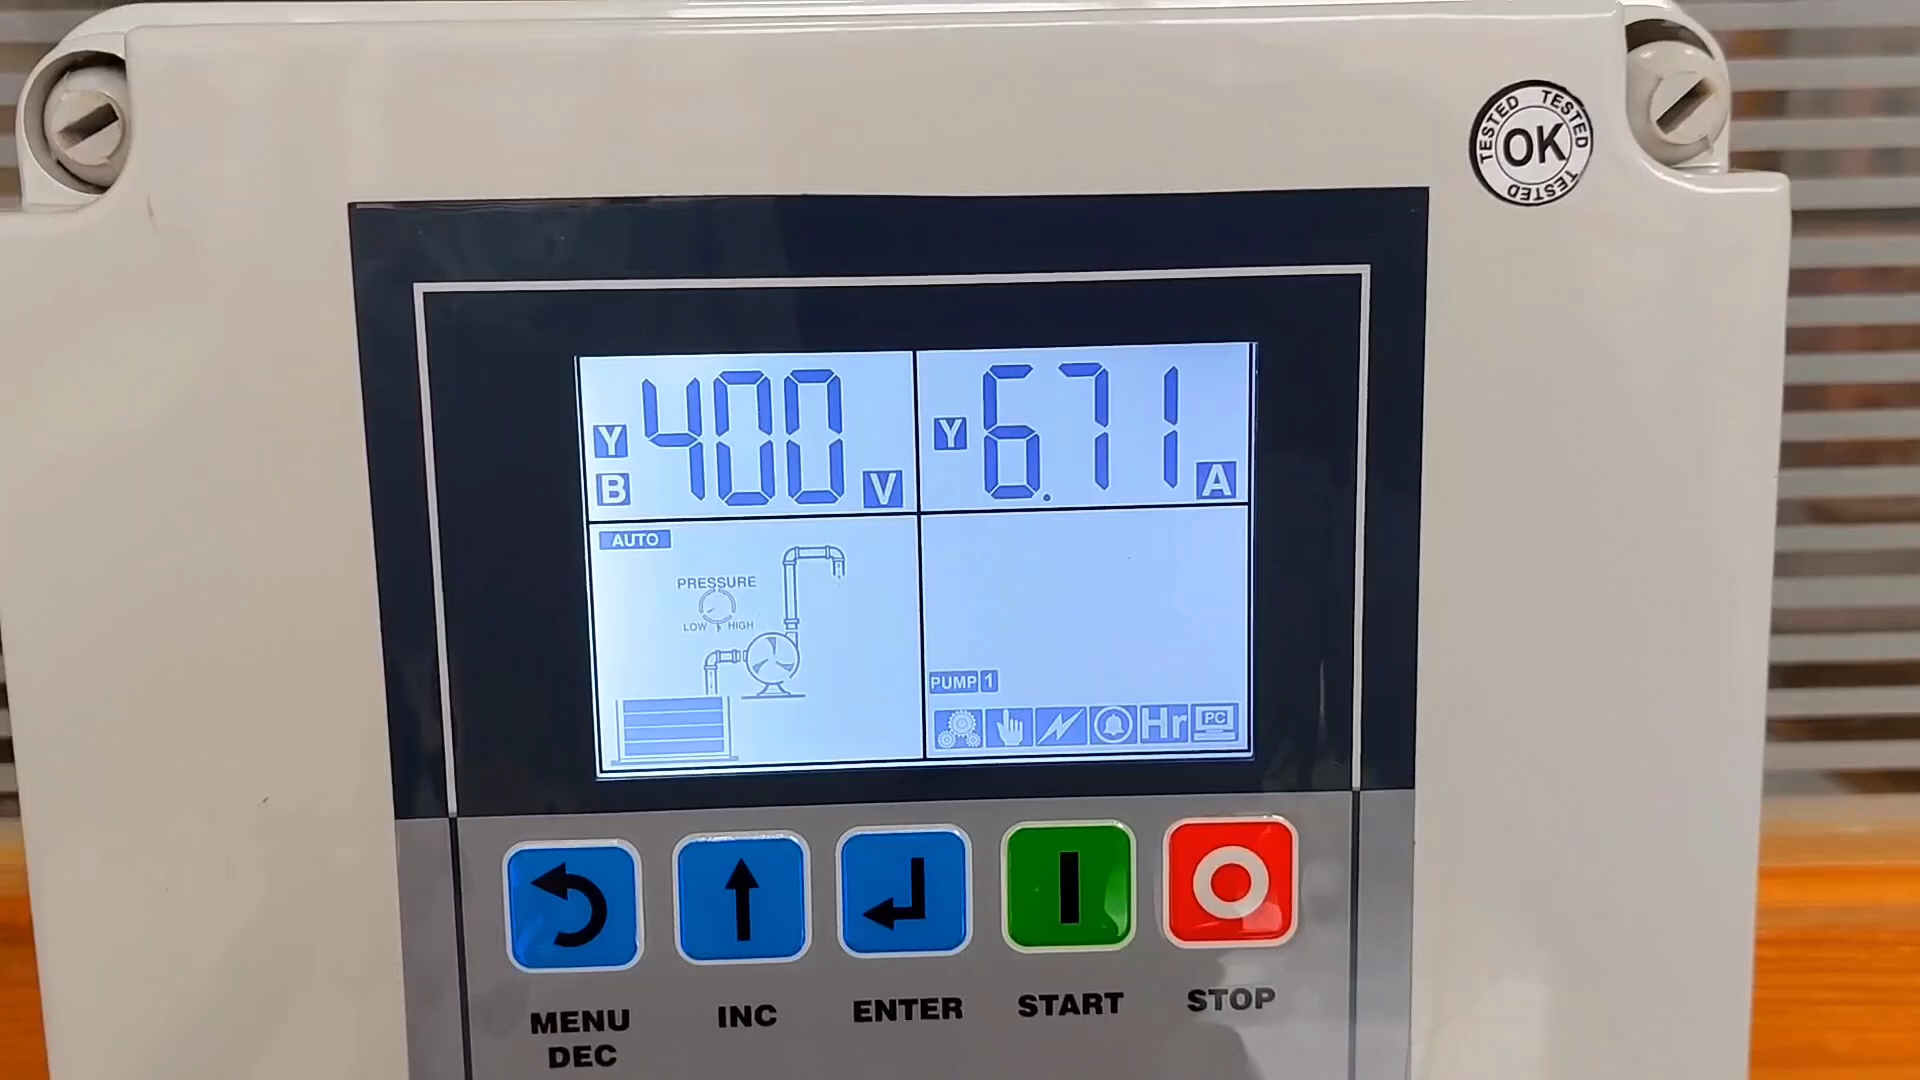 TESTED TESTED TESTED
OK
Y 400 V
B
Y 6.71 A
AUTO
PRESSURE
LOW HIGH
PUMP 1
Hr PC
MENU INC ENTER START STOP
DEC